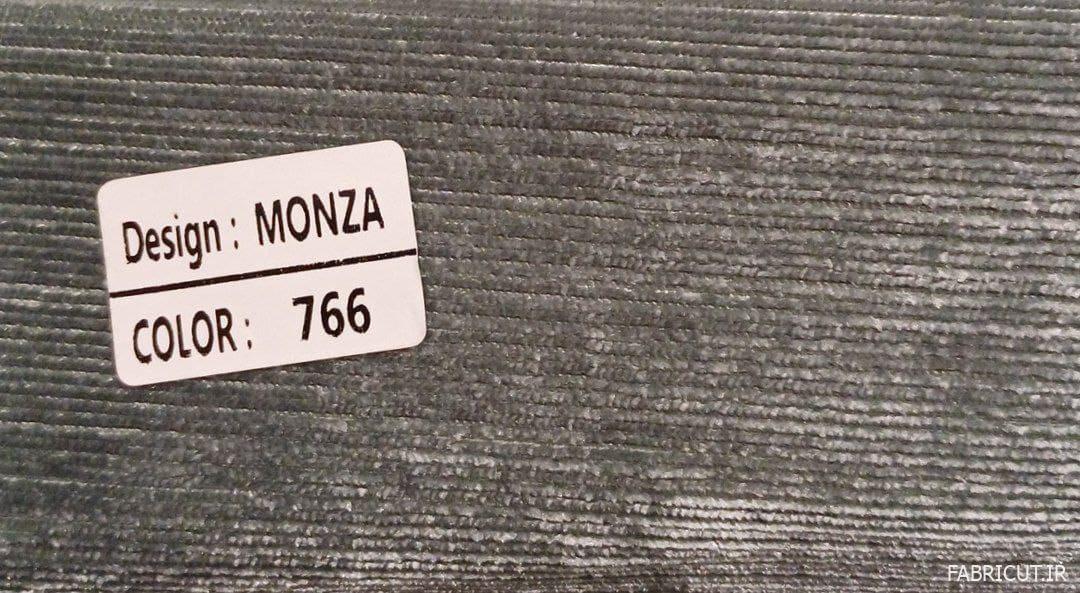 Design : MONZA
COLOR : 766
FABRICUT.IR